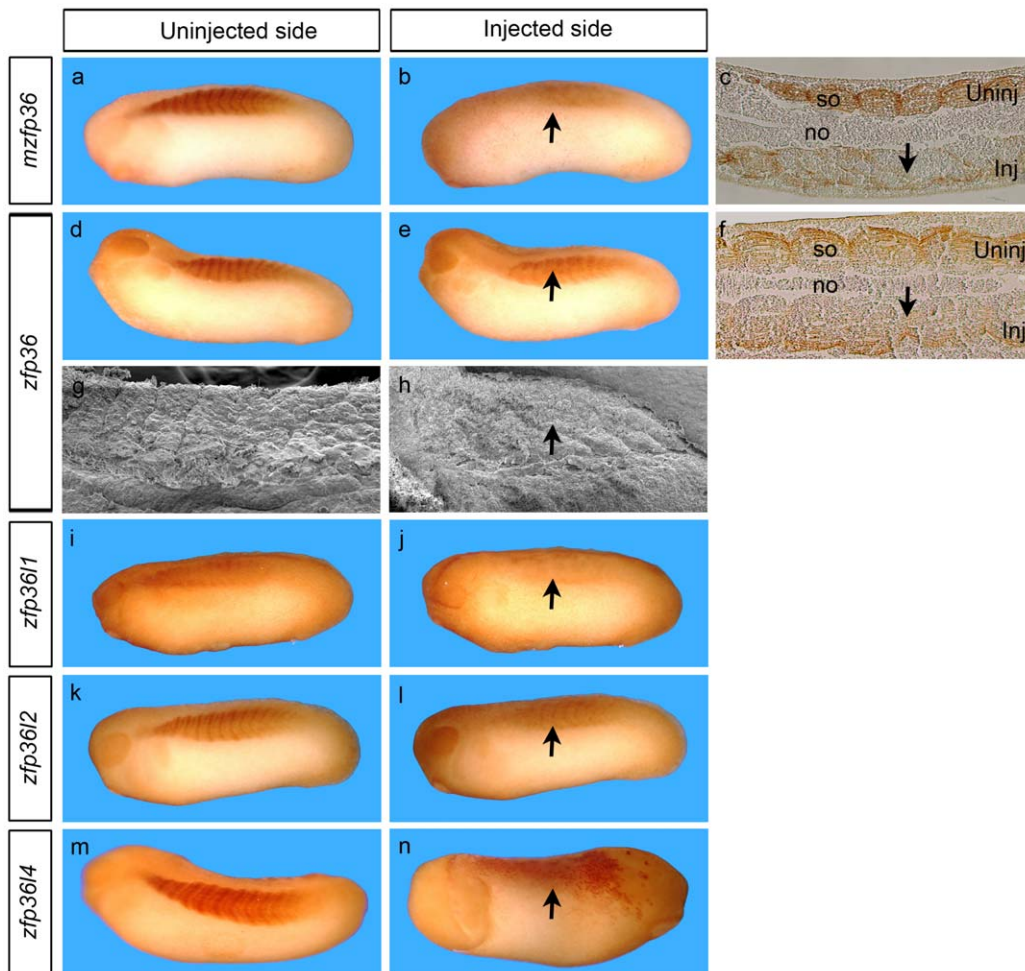 Uninjected side
Injected side
mzfp36
a
b
c
so
Uninj
no
Inj
zfp36
d
e
f
so
Uninj
no
Inj
g
h
zfp36l1
i
j
zfp36l2
k
l
zfp36l4
m
n